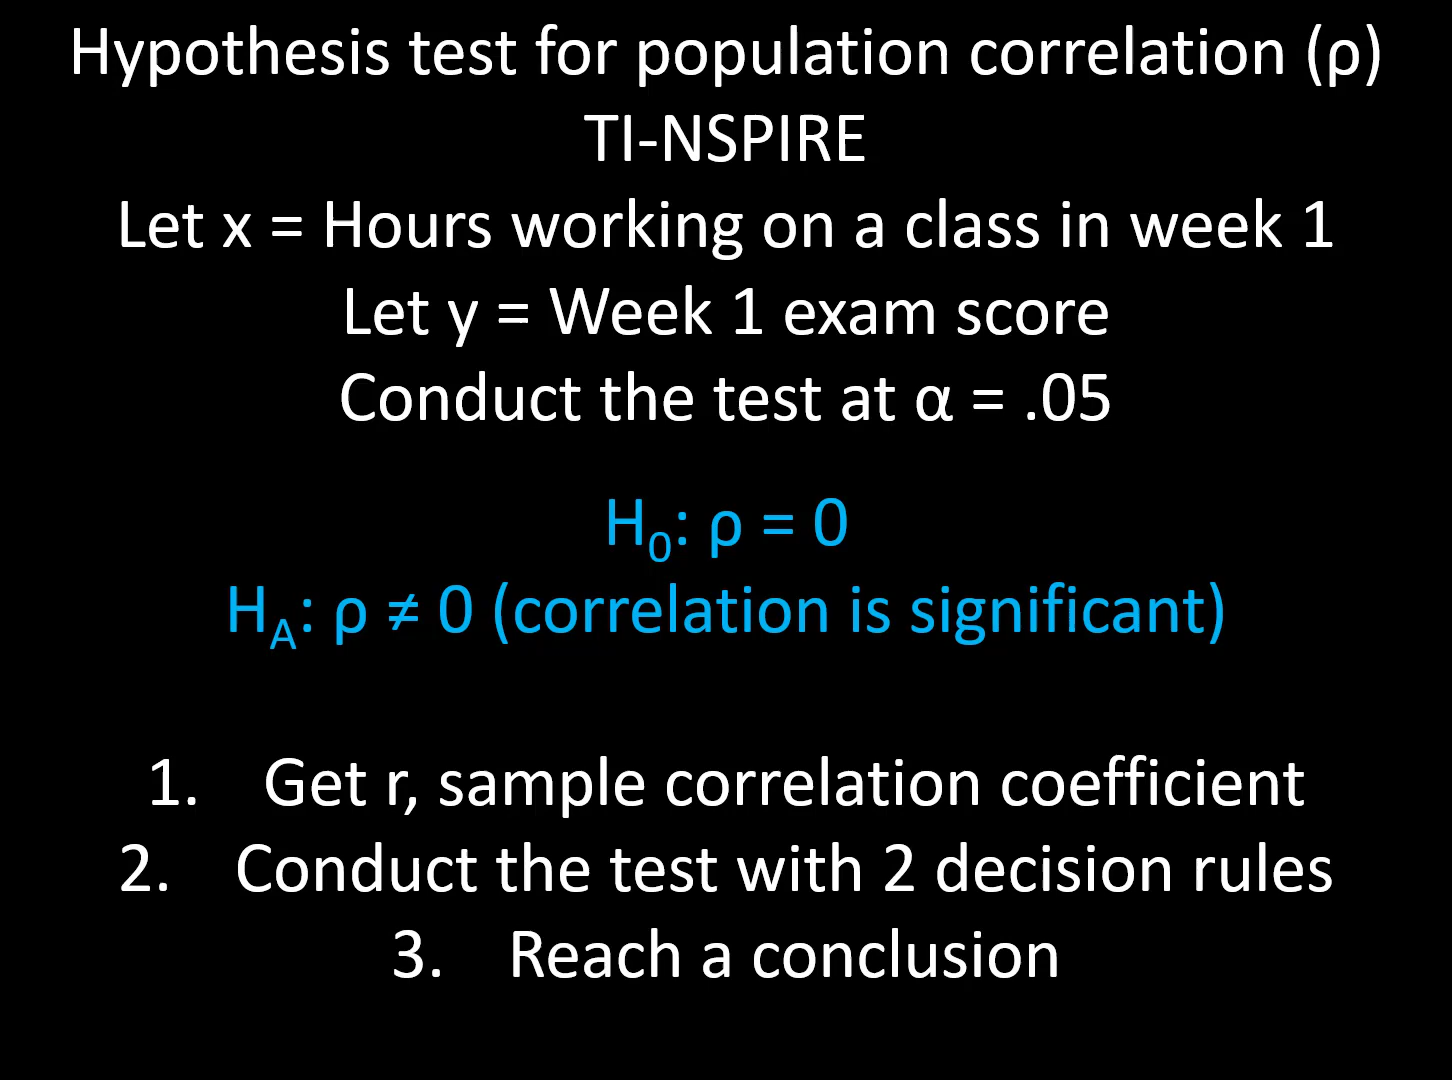 Hypothesis test for population correlation (ρ)
TI-NSPIRE
Let x = Hours working on a class in week 1
Let y = Week 1 exam score
Conduct the test at α = .05
H₀: ρ = 0
H_A: ρ ≠ 0 (correlation is significant)
1. Get r, sample correlation coefficient
2. Conduct the test with 2 decision rules
3. Reach a conclusion